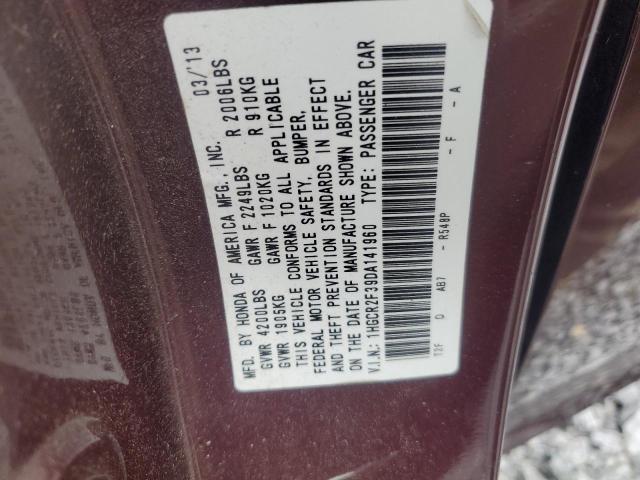 MFD. BY HONDA OF AMERICA MFG., INC. 03/'13
GVWR 4200LBS GAWR F 2249LBS R 2006LBS
GVWR 1905KG GAWR F 1020KG R 910KG
THIS VEHICLE CONFORMS TO ALL APPLICABLE
FEDERAL MOTOR VEHICLE SAFETY, BUMPER,
AND THEFT PREVENTION STANDARDS IN EFFECT
ON THE DATE OF MANUFACTURE SHOWN ABOVE.
V.I.N.: 1HGCR2F39DA141960 TYPE: PASSENGER CAR
T2F D AB7 - R548P - F - A